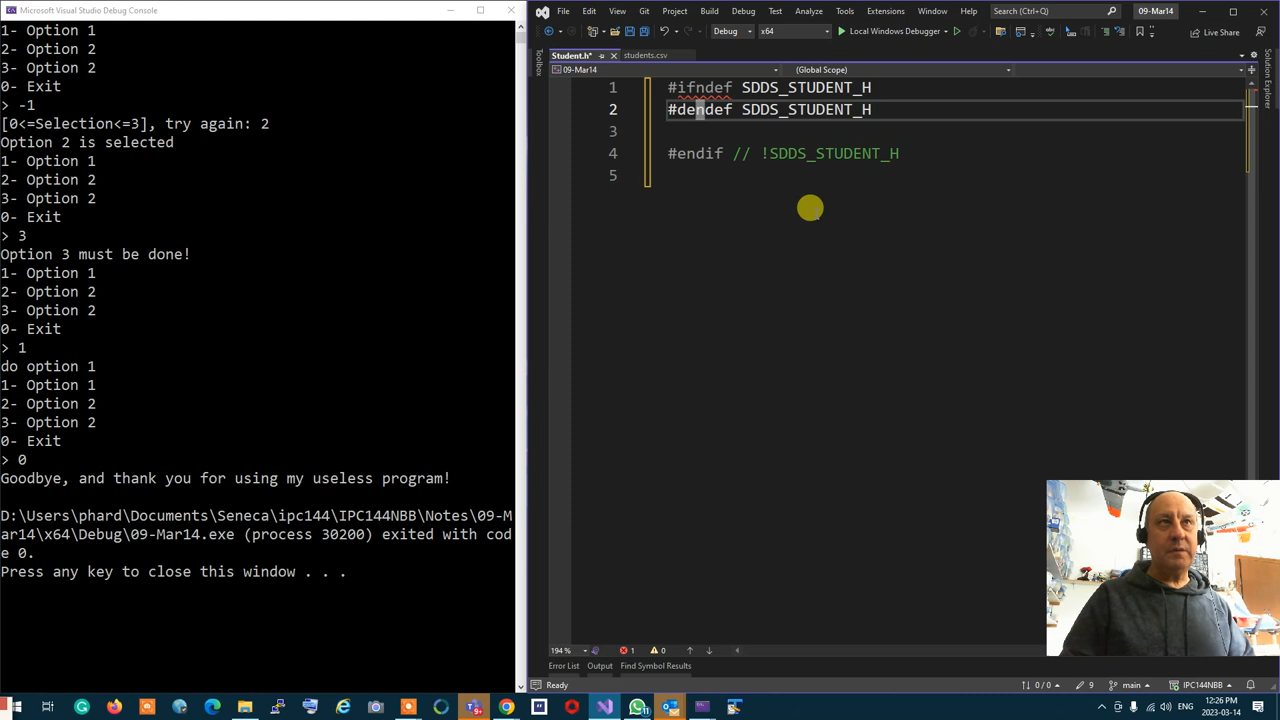 Microsoft Visual Studio Debug Console
1- Option 1
2- Option 2
3- Option 2
0- Exit
> -1
[0<=Selection<=3], try again: 2
Option 2 is selected
1- Option 1
2- Option 2
3- Option 2
0- Exit
> 3
Option 3 must be done!
1- Option 1
2- Option 2
3- Option 2
0- Exit
> 1
do option 1
1- Option 1
2- Option 2
3- Option 2
0- Exit
> 0
Goodbye, and thank you for using my useless program!
D:\Users\phard\Documents\Seneca\ipc144\IPC144NBB\Notes\09-M
ar14\x64\Debug\09-Mar14.exe (process 30200) exited with cod
e 0.
Press any key to close this window . . .
File Edit View Git Project Build Debug Test Analyze Tools Extensions Window Help Search (Ctrl+Q) 09-Mar14
Debug x64 Local Windows Debugger Live Share
Student.h* students.csv
09-Mar14 (Global Scope)
Toolbox
Solution Explorer
1 #ifndef SDDS_STUDENT_H
2 #dendef SDDS_STUDENT_H
3
4 #endif // !SDDS_STUDENT_H
5
194 % 1 0
Error List Output Find Symbol Results
Ready 0 / 0 9 main IPC144NBB
9+ 11 12:26 PM
2023-03-14